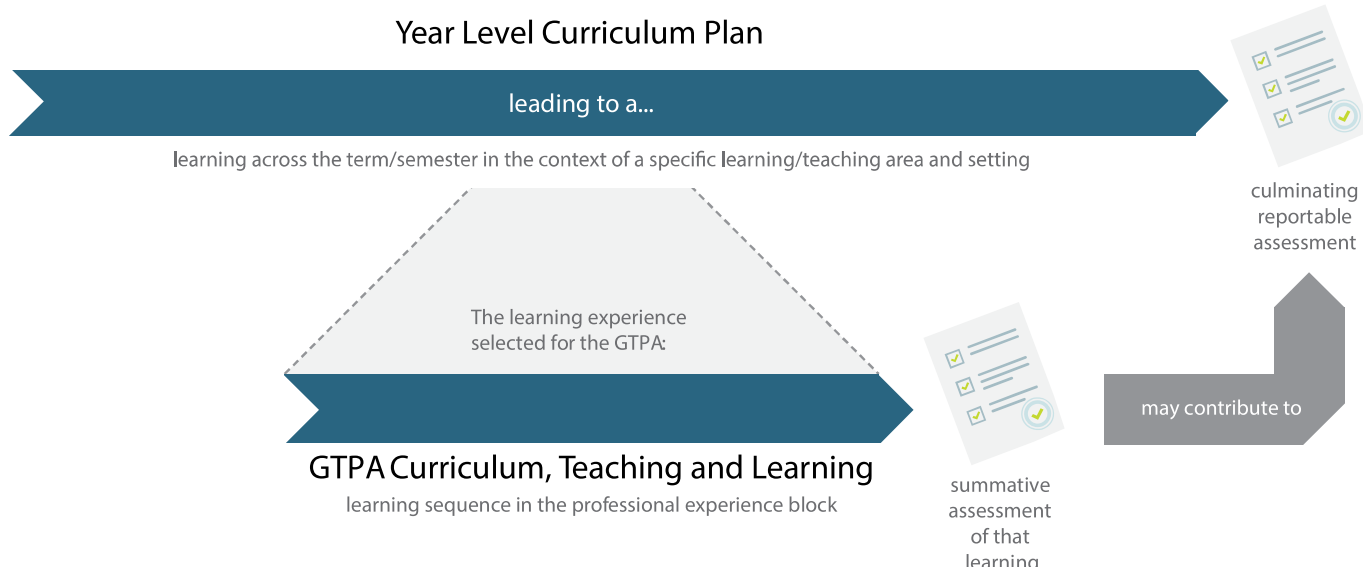 Year Level Curriculum Plan
leading to a...
learning across the term/semester in the context of a specific learning/teaching area and setting
culminating
reportable
assessment
The learning experience
selected for the GTPA:
may contribute to
GTPA Curriculum, Teaching and Learning
learning sequence in the professional experience block
summative
assessment
of that
learning